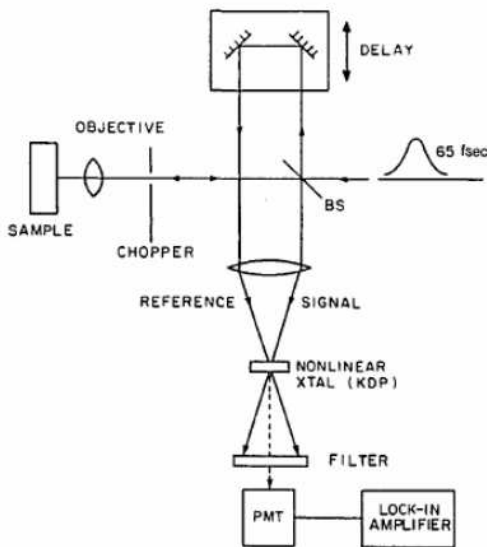 DELAY
OBJECTIVE
65 fsec
BS
SAMPLE
CHOPPER
REFERENCE
SIGNAL
NONLINEAR
XTAL (KDP)
FILTER
PMT
LOCK-IN
AMPLIFIER